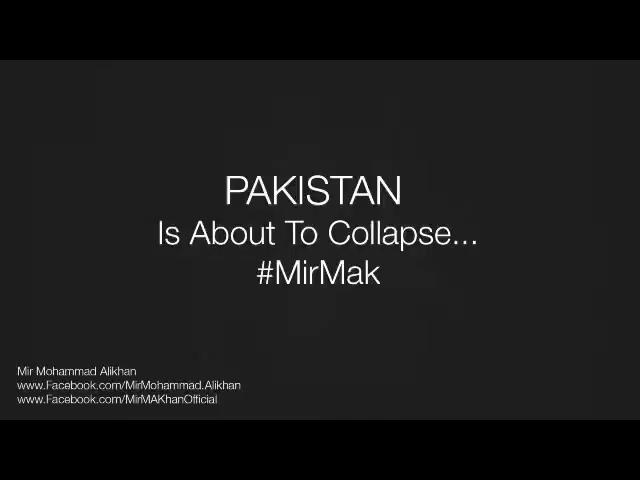 PAKISTAN
Is About To Collapse...
#MirMak
Mir Mohammad Alikhan
www.Facebook.com/MirMohammad.Alikhan
www.Facebook.com/MirMAKhanOfficial